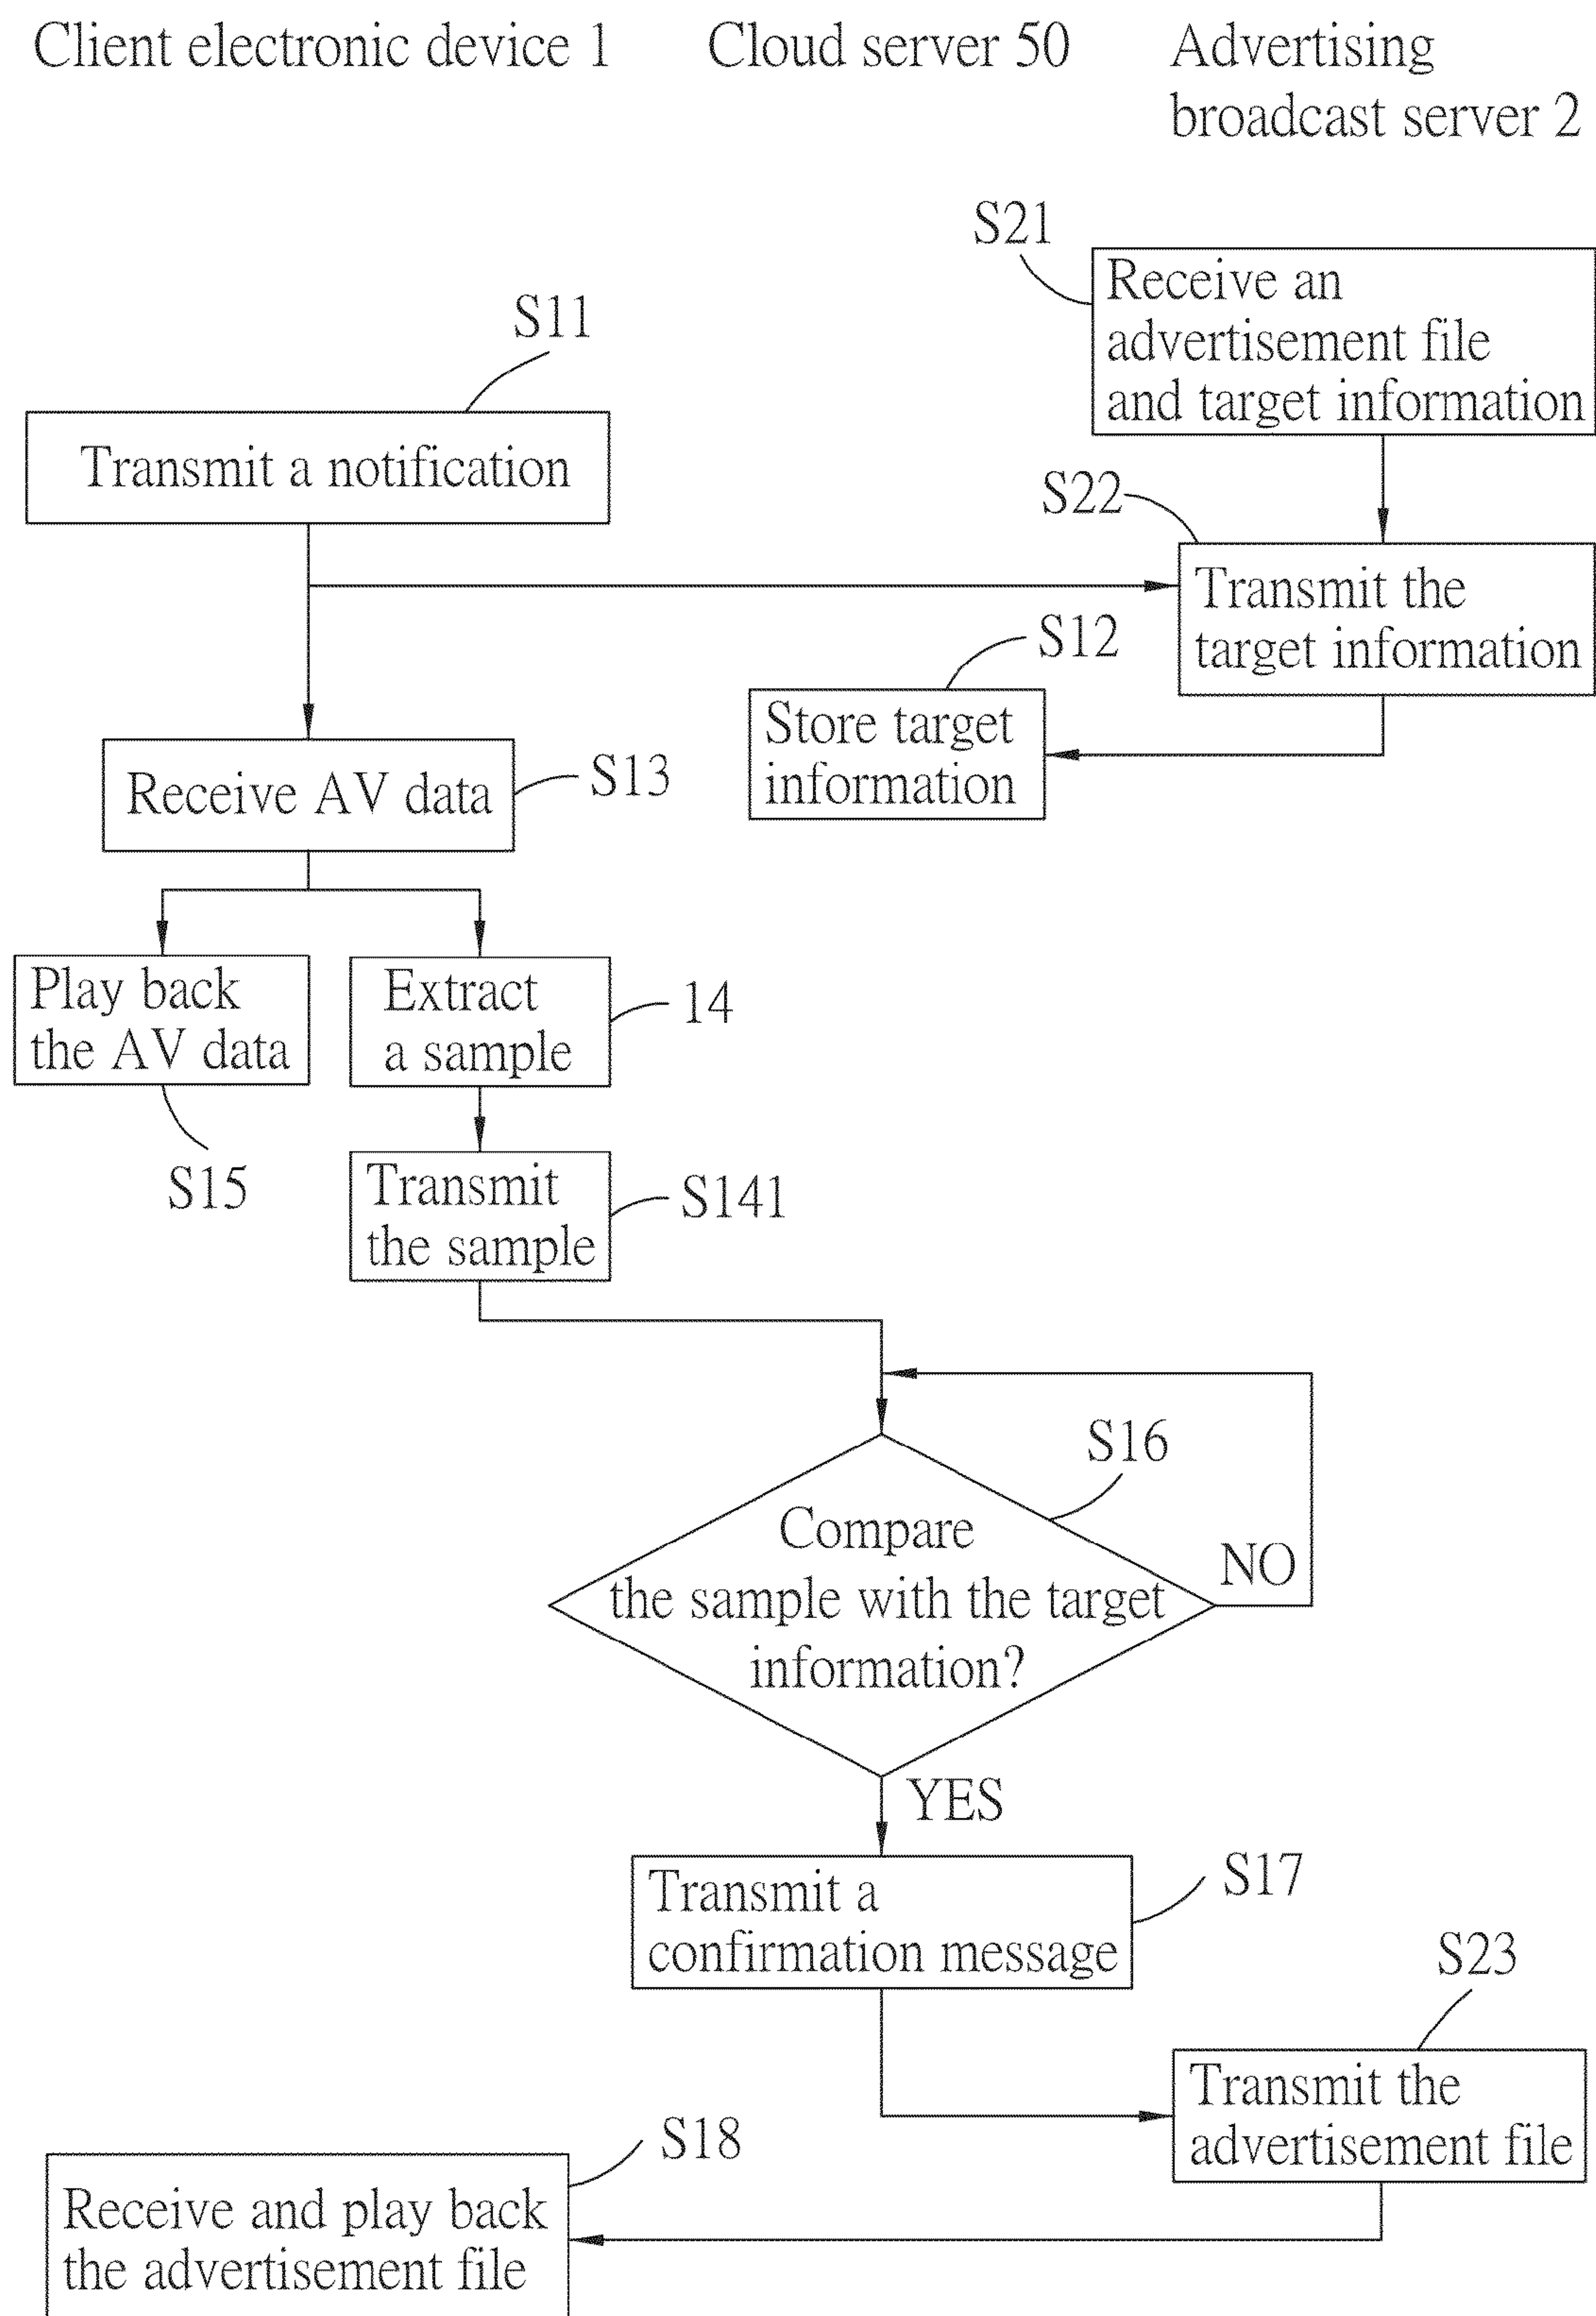 Client electronic device 1
Cloud server 50
Advertising
broadcast server 2
S21
Receive an
advertisement file
and target information
S11
Transmit a notification
S22
Transmit the
target information
S12
Store target
information
Receive AV data
S13
Play back
the AV data
S15
Extract
a sample
14
Transmit
the sample
S141
S16
Compare
the sample with the target
information?
NO
YES
Transmit a
confirmation message
S17
S23
Transmit the
advertisement file
S18
Receive and play back
the advertisement file